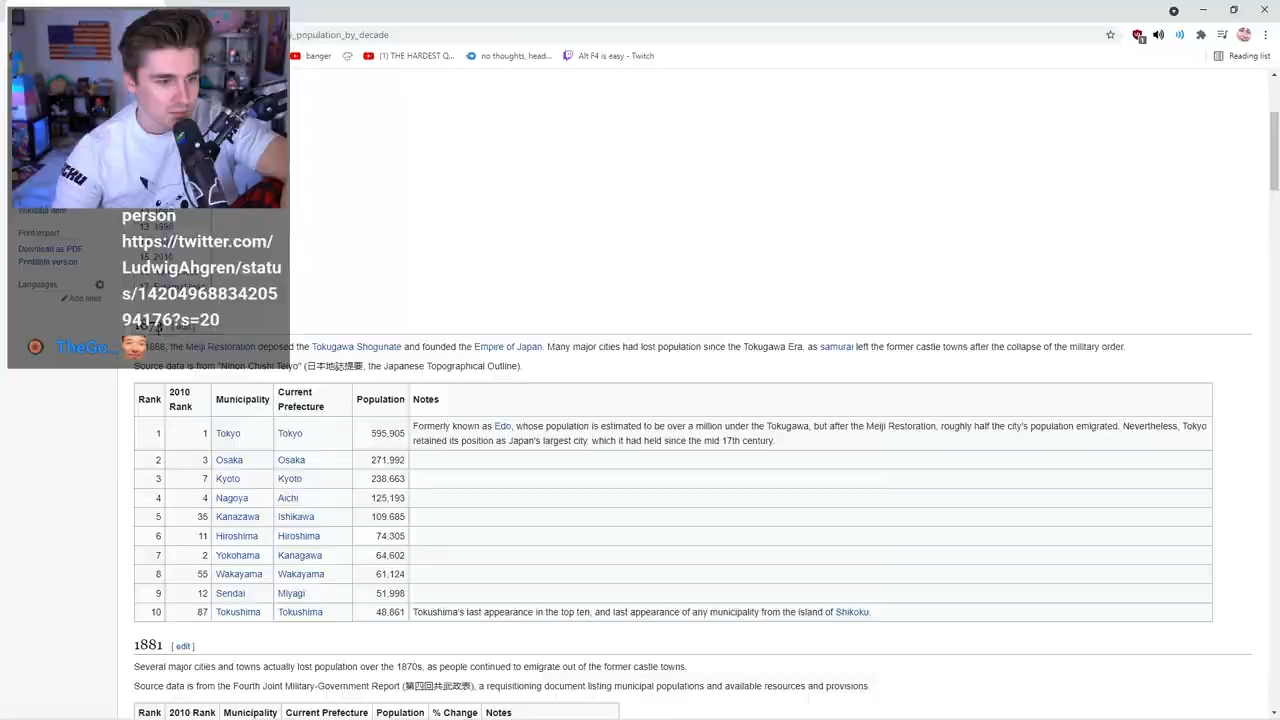 y_population_by_decade
banger
(1) THE HARDEST Q...
no thoughts, head...
Alt F4 is easy - Twitch
Reading list
Wikidata item
Print/export
Download as PDF
Printable version
Languages
Add links
13 1990
15 2010
person
https://twitter.com/
LudwigAhgren/statu
s/14204968834205
94176?s=20
TheGo...
[ edit ]
1868, the Meiji Restoration deposed the Tokugawa Shogunate and founded the Empire of Japan. Many major cities had lost population since the Tokugawa Era, as samurai left the former castle towns after the collapse of the military order.
Source data is from "Nihon Chishi Teiyo" (日本地誌提要, the Japanese Topographical Outline).
Rank 2010 Rank Municipality Current Prefecture Population Notes
1 1 Tokyo Tokyo 595,905 Formerly known as Edo, whose population is estimated to be over a million under the Tokugawa, but after the Meiji Restoration, roughly half the city's population emigrated. Nevertheless, Tokyo
retained its position as Japan's largest city, which it had held since the mid 17th century.
2 3 Osaka Osaka 271,992
3 7 Kyoto Kyoto 238,663
4 4 Nagoya Aichi 125,193
5 35 Kanazawa Ishikawa 109.685
6 11 Hiroshima Hiroshima 74.305
7 2 Yokohama Kanagawa 64,602
8 55 Wakayama Wakayama 61,124
9 12 Sendai Miyagi 51,998
10 87 Tokushima Tokushima 48.861 Tokushima's last appearance in the top ten, and last appearance of any municipality from the island of Shikoku.
1881 [ edit ]
Several major cities and towns actually lost population over the 1870s, as people continued to emigrate out of the former castle towns.
Source data is from the Fourth Joint Military-Government Report (第四回共武政表), a requisitioning document listing municipal populations and available resources and provisions.
Rank 2010 Rank Municipality Current Prefecture Population % Change Notes